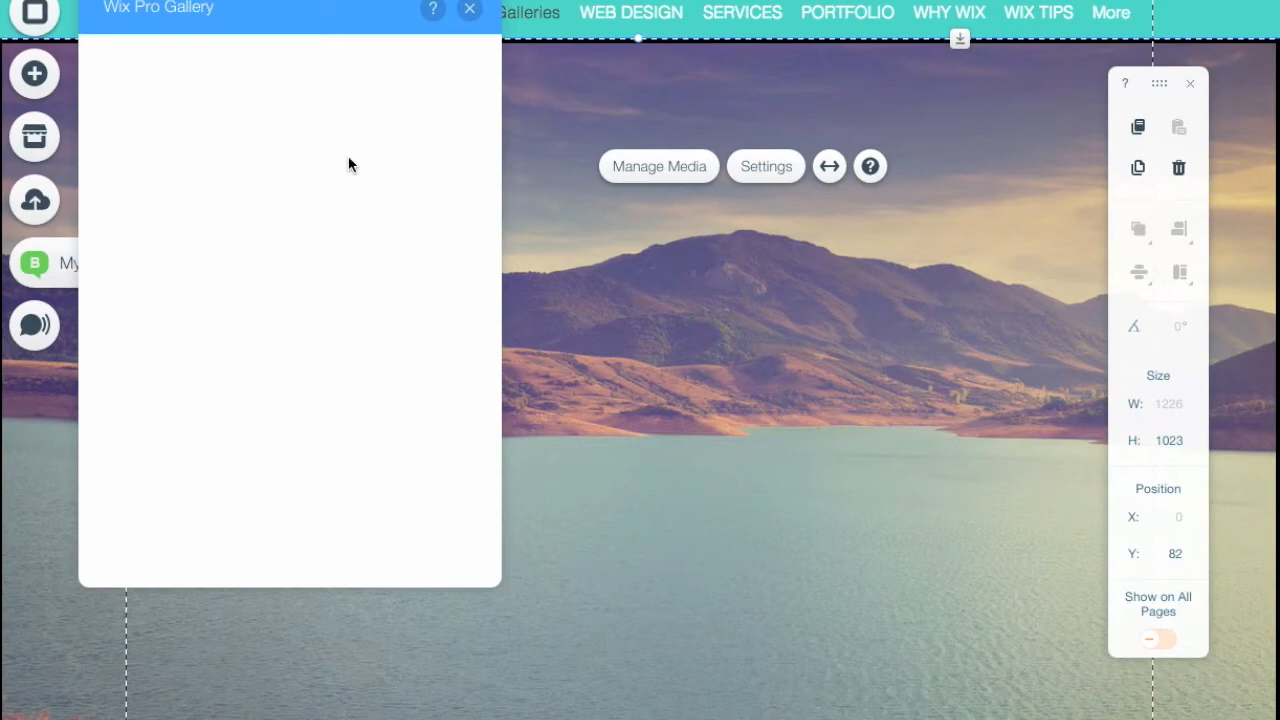 Wix Pro Gallery
?
Galleries WEB DESIGN SERVICES PORTFOLIO WHY WIX WIX TIPS More
Manage Media
Settings
?
B
My
?
0°
Size
W: 1226
H: 1023
Position
X: 0
Y: 82
Show on All
Pages